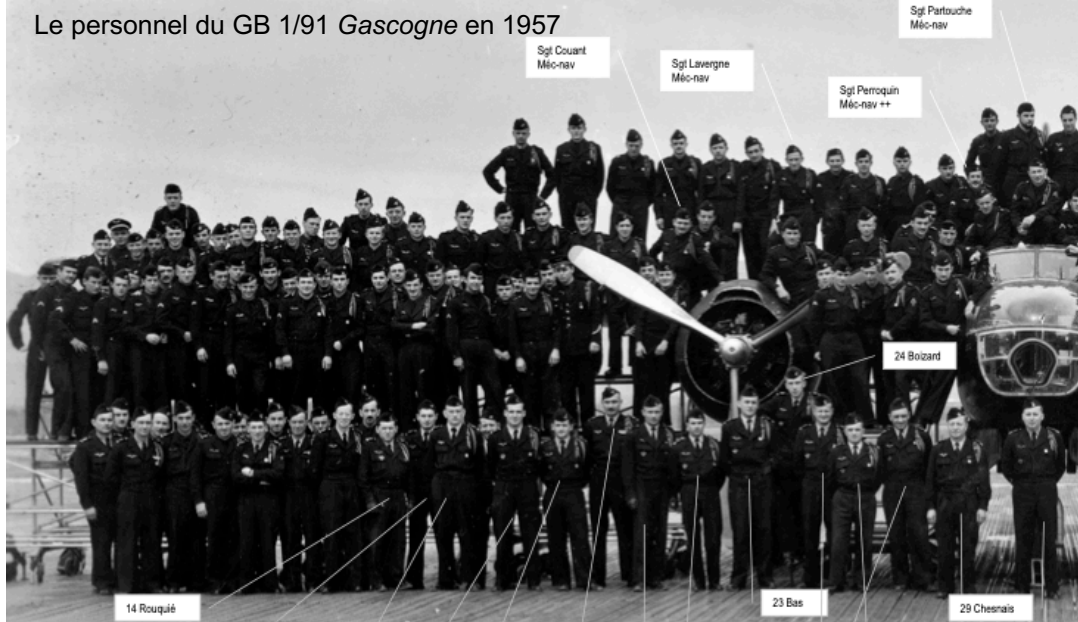 Le personnel du GB 1/91 Gascogne en 1957
Sgt Couant
Méc-nav
Sgt Lavergne
Méc-nav
Sgt Perroquin
Méc-nav ++
Sgt Partouche
Méc-nav
24 Boizard
14 Rouquié
23 Bas
29 Chesnais